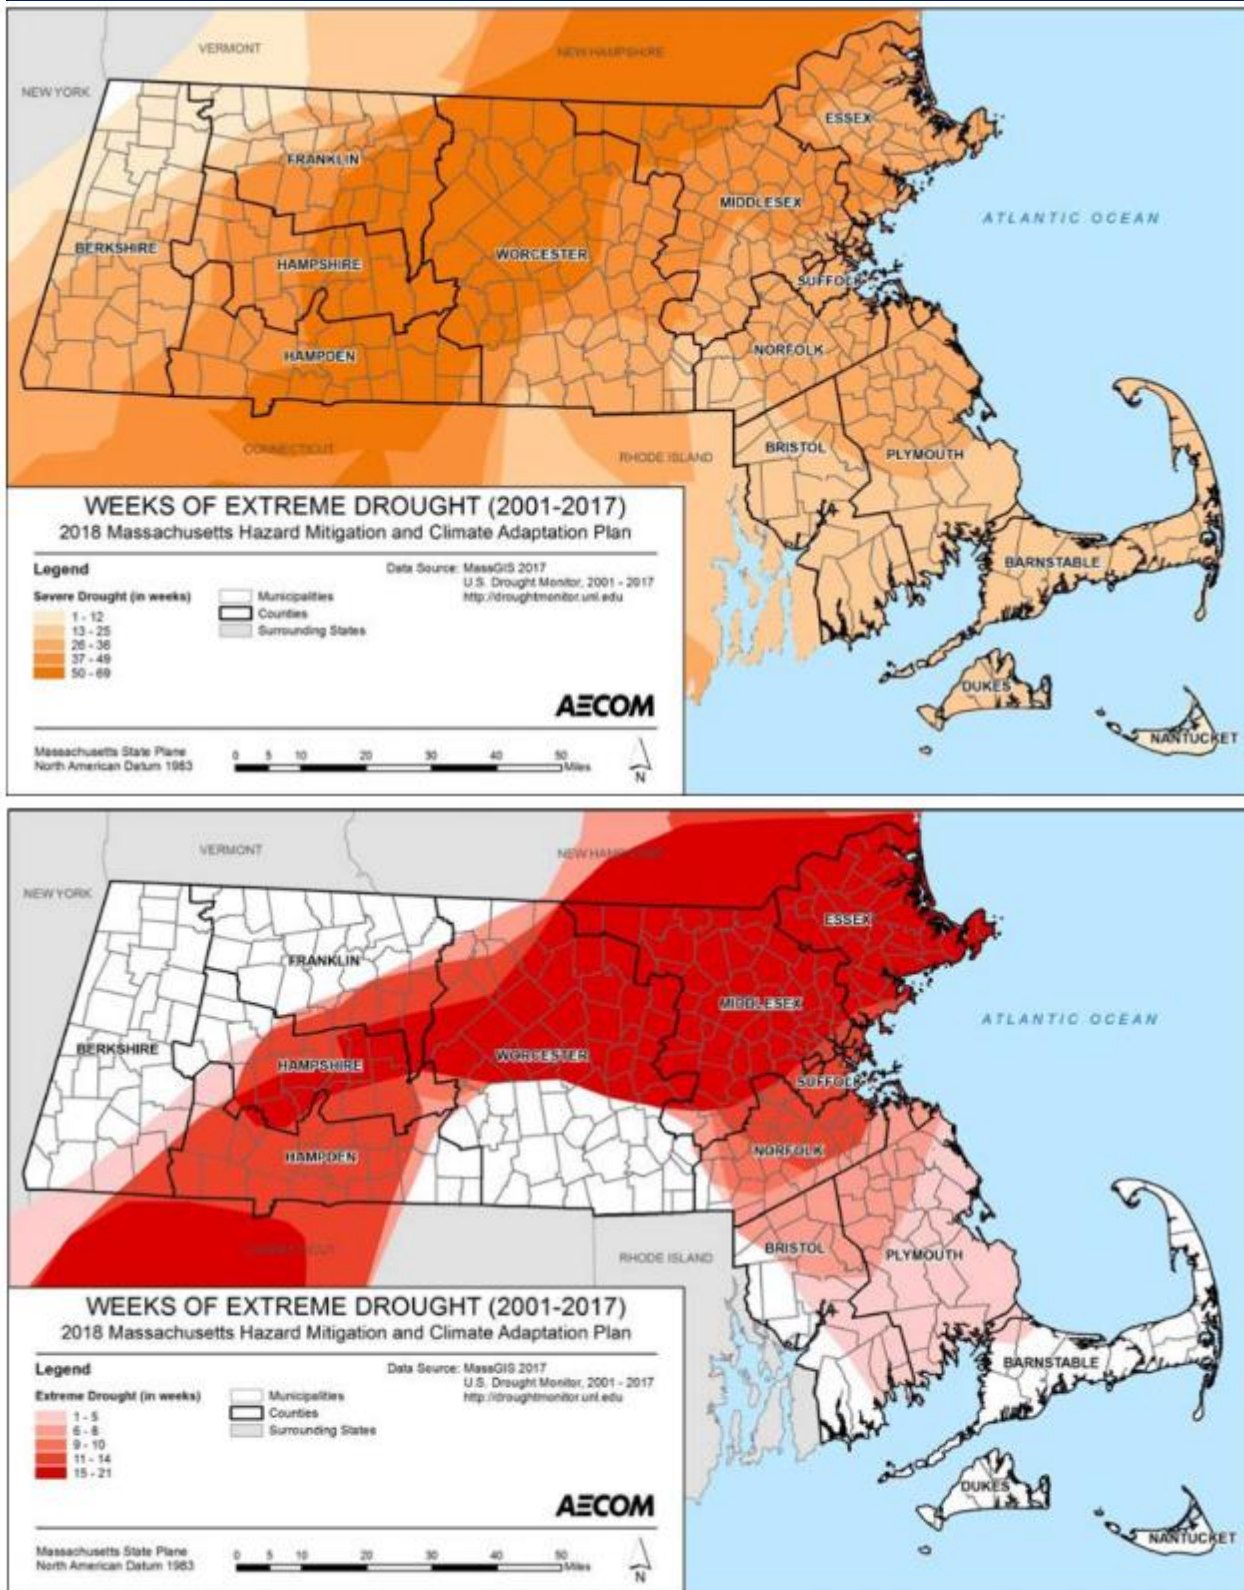 VERMONT
NEW HAMPSHIRE
NEW YORK
ESSEX
FRANKLIN
MIDDLESEX
ATLANTIC OCEAN
BERKSHIRE
HAMPSHIRE
WORCESTER
SUFFOLK
HAMPDEN
NORFOLK
CONNECTICUT
RHODE ISLAND
BRISTOL
PLYMOUTH
BARNSTABLE
DUKES
NANTUCKET
WEEKS OF EXTREME DROUGHT (2001-2017)
2018 Massachusetts Hazard Mitigation and Climate Adaptation Plan
Legend
Data Source: MassGIS 2017
U.S. Drought Monitor, 2001 - 2017
http://droughtmonitor.unl.edu
Severe Drought (in weeks)
1 - 12
13 - 25
26 - 36
37 - 49
50 - 69
Municipalities
Counties
Surrounding States
AECOM
Massachusetts State Plane
North American Datum 1983
0 5 10 20 30 40 50
Miles
N
VERMONT
NEW HAMPSHIRE
NEW YORK
ESSEX
FRANKLIN
MIDDLESEX
ATLANTIC OCEAN
BERKSHIRE
HAMPSHIRE
WORCESTER
SUFFOLK
HAMPDEN
NORFOLK
CONNECTICUT
RHODE ISLAND
BRISTOL
PLYMOUTH
BARNSTABLE
DUKES
NANTUCKET
WEEKS OF EXTREME DROUGHT (2001-2017)
2018 Massachusetts Hazard Mitigation and Climate Adaptation Plan
Legend
Data Source: MassGIS 2017
U.S. Drought Monitor, 2001 - 2017
http://droughtmonitor.unl.edu
Extreme Drought (in weeks)
1 - 5
6 - 8
9 - 10
11 - 14
15 - 21
Municipalities
Counties
Surrounding States
AECOM
Massachusetts State Plane
North American Datum 1983
0 5 10 20 30 40 50
Miles
N